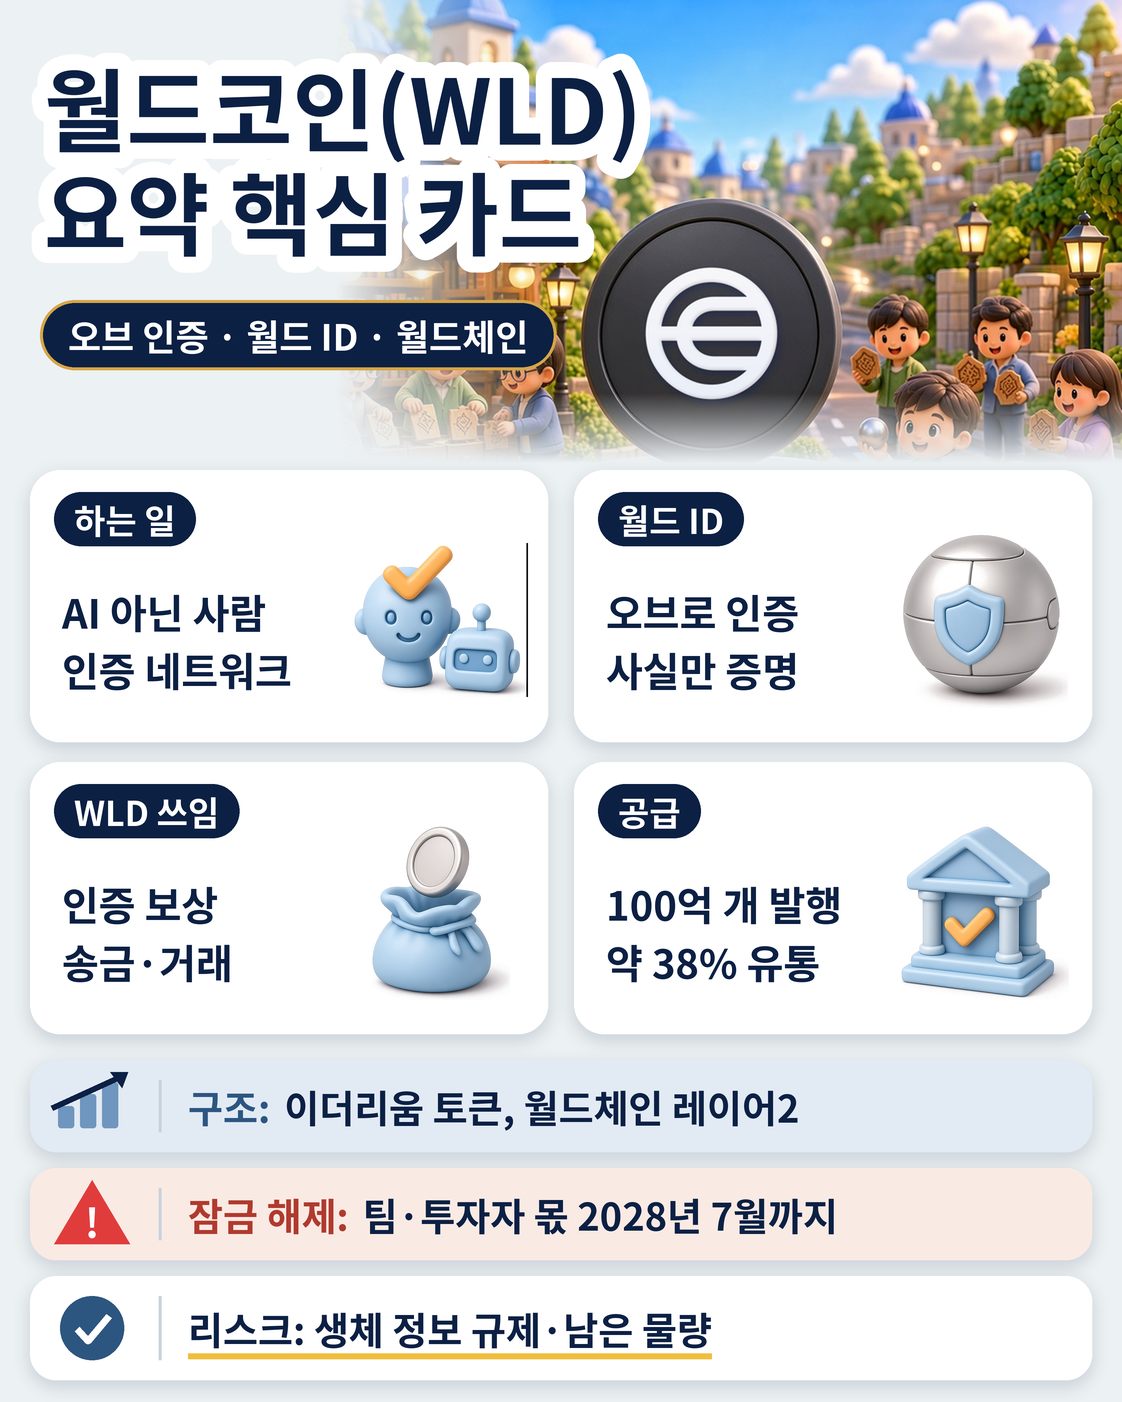 월드코인(WLD)
요약 핵심 카드
오브 인증 · 월드 ID · 월드체인
하는 일
AI 아닌 사람
인증 네트워크
월드 ID
오브로 인증
사실만 증명
WLD 쓰임
인증 보상
송금·거래
공급
100억 개 발행
약 38% 유통
구조: 이더리움 토큰, 월드체인 레이어2
잠금 해제: 팀·투자자 몫 2028년 7월까지
리스크: 생체 정보 규제·남은 물량